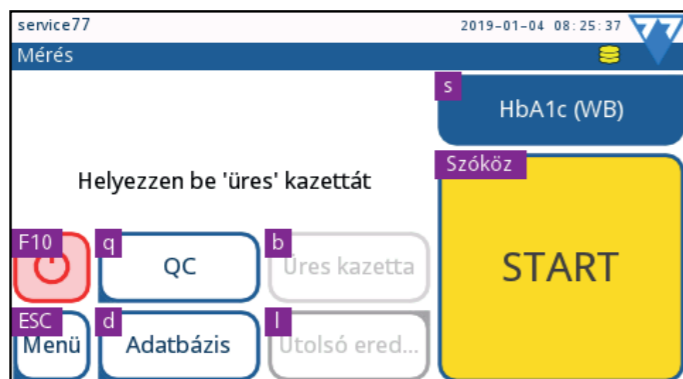 service77
2019-01-04 08:25:37
77
Mérés
s
HbA1c (WB)
Helyezzen be 'üres' kazettát
Szóköz
START
F10
q
QC
b
Üres kazetta
ESC
Menü
d
Adatbázis
l
Utolsó ered...